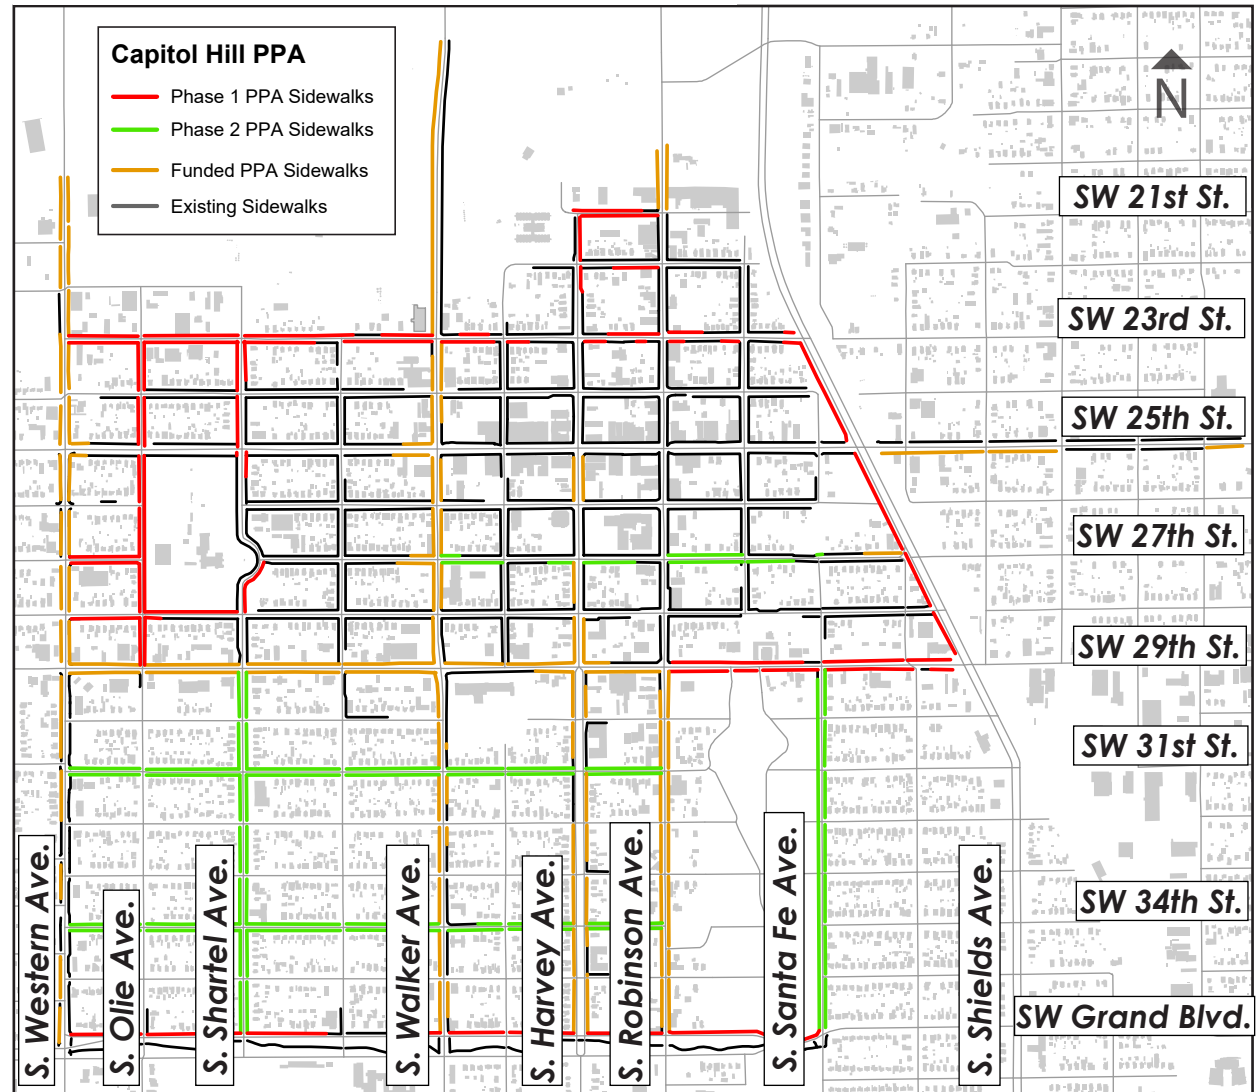 Capitol Hill PPA
Phase 1 PPA Sidewalks
Phase 2 PPA Sidewalks
Funded PPA Sidewalks
Existing Sidewalks
N
SW 21st St.
SW 23rd St.
SW 25th St.
SW 27th St.
SW 29th St.
SW 31st St.
SW 34th St.
SW Grand Blvd.
S. Western Ave.
S. Olie Ave.
S. Shartel Ave.
S. Walker Ave.
S. Harvey Ave.
S. Robinson Ave.
S. Santa Fe Ave.
S. Shields Ave.